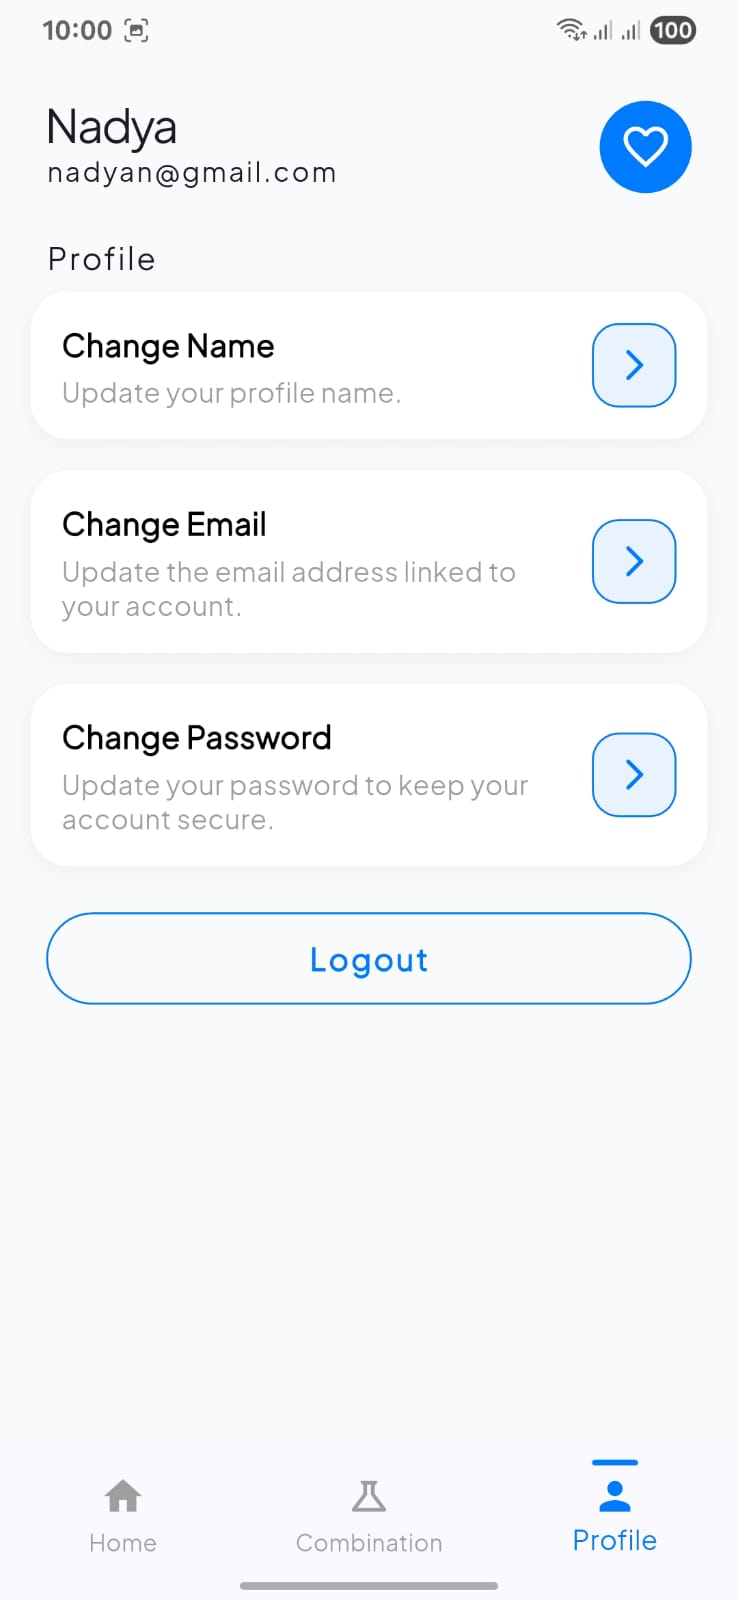 10:00
100
Nadya
nadyan@gmail.com
Profile
Change Name
Update your profile name.
Change Email
Update the email address linked to
your account.
Change Password
Update your password to keep your
account secure.
Logout
Home
Combination
Profile